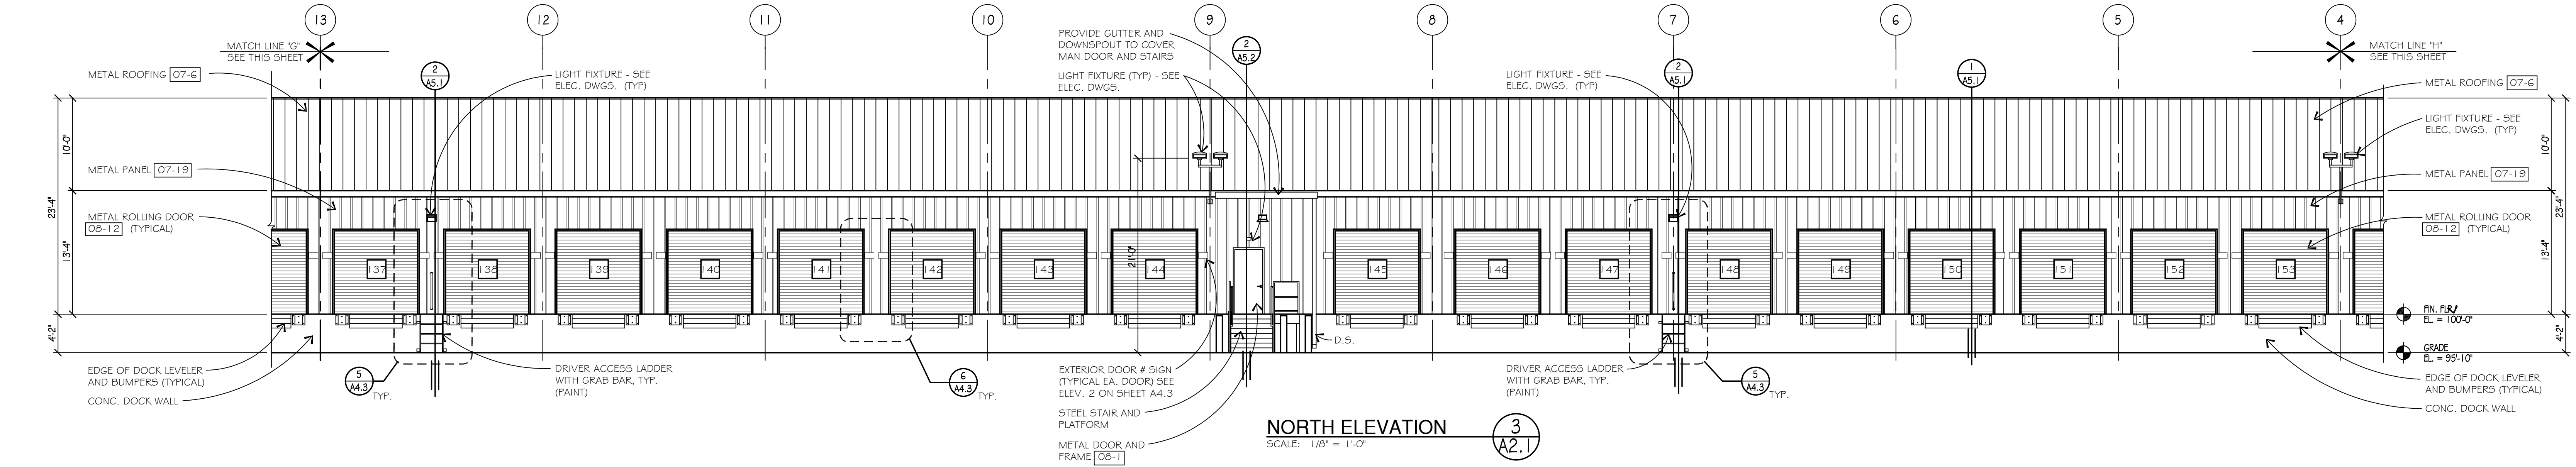 13
12
11
10
9
8
7
6
5
4
MATCH LINE "G"
SEE THIS SHEET
METAL ROOFING 07-6
2
A5.1
LIGHT FIXTURE - SEE
ELEC. DWGS. (TYP)
PROVIDE GUTTER AND
DOWNSPOUT TO COVER
MAN DOOR AND STAIRS
LIGHT FIXTURE (TYP) - SEE
ELEC. DWGS.
2
A5.2
LIGHT FIXTURE - SEE
ELEC. DWGS. (TYP)
2
A5.1
1
A5.1
MATCH LINE "H"
SEE THIS SHEET
METAL ROOFING 07-6
LIGHT FIXTURE - SEE
ELEC. DWGS. (TYP)
10'-0"
23'-4"
13'-4"
4'-2"
METAL PANEL 07-19
METAL ROLLING DOOR
08-12 (TYPICAL)
21'-0"
METAL PANEL 07-19
METAL ROLLING DOOR
08-12 (TYPICAL)
10'-0"
23'-4"
13'-4"
4'-2"
137
138
139
140
141
142
143
144
145
146
147
148
149
150
151
152
153
FIN. FLR/
EL. = 100'-0"
GRADE
EL. = 95'-10"
D.S.
EDGE OF DOCK LEVELER
AND BUMPERS (TYPICAL)
CONC. DOCK WALL
5
A4.3
TYP.
DRIVER ACCESS LADDER
WITH GRAB BAR, TYP.
(PAINT)
6
A4.3
TYP.
EXTERIOR DOOR # SIGN
(TYPICAL EA. DOOR) SEE
ELEV. 2 ON SHEET A4.3
STEEL STAIR AND
PLATFORM
METAL DOOR AND
FRAME 08-1
DRIVER ACCESS LADDER
WITH GRAB BAR, TYP.
(PAINT)
5
A4.3
TYP.
EDGE OF DOCK LEVELER
AND BUMPERS (TYPICAL)
CONC. DOCK WALL
NORTH ELEVATION
SCALE: 1/8" = 1'-0"
3
A2.1